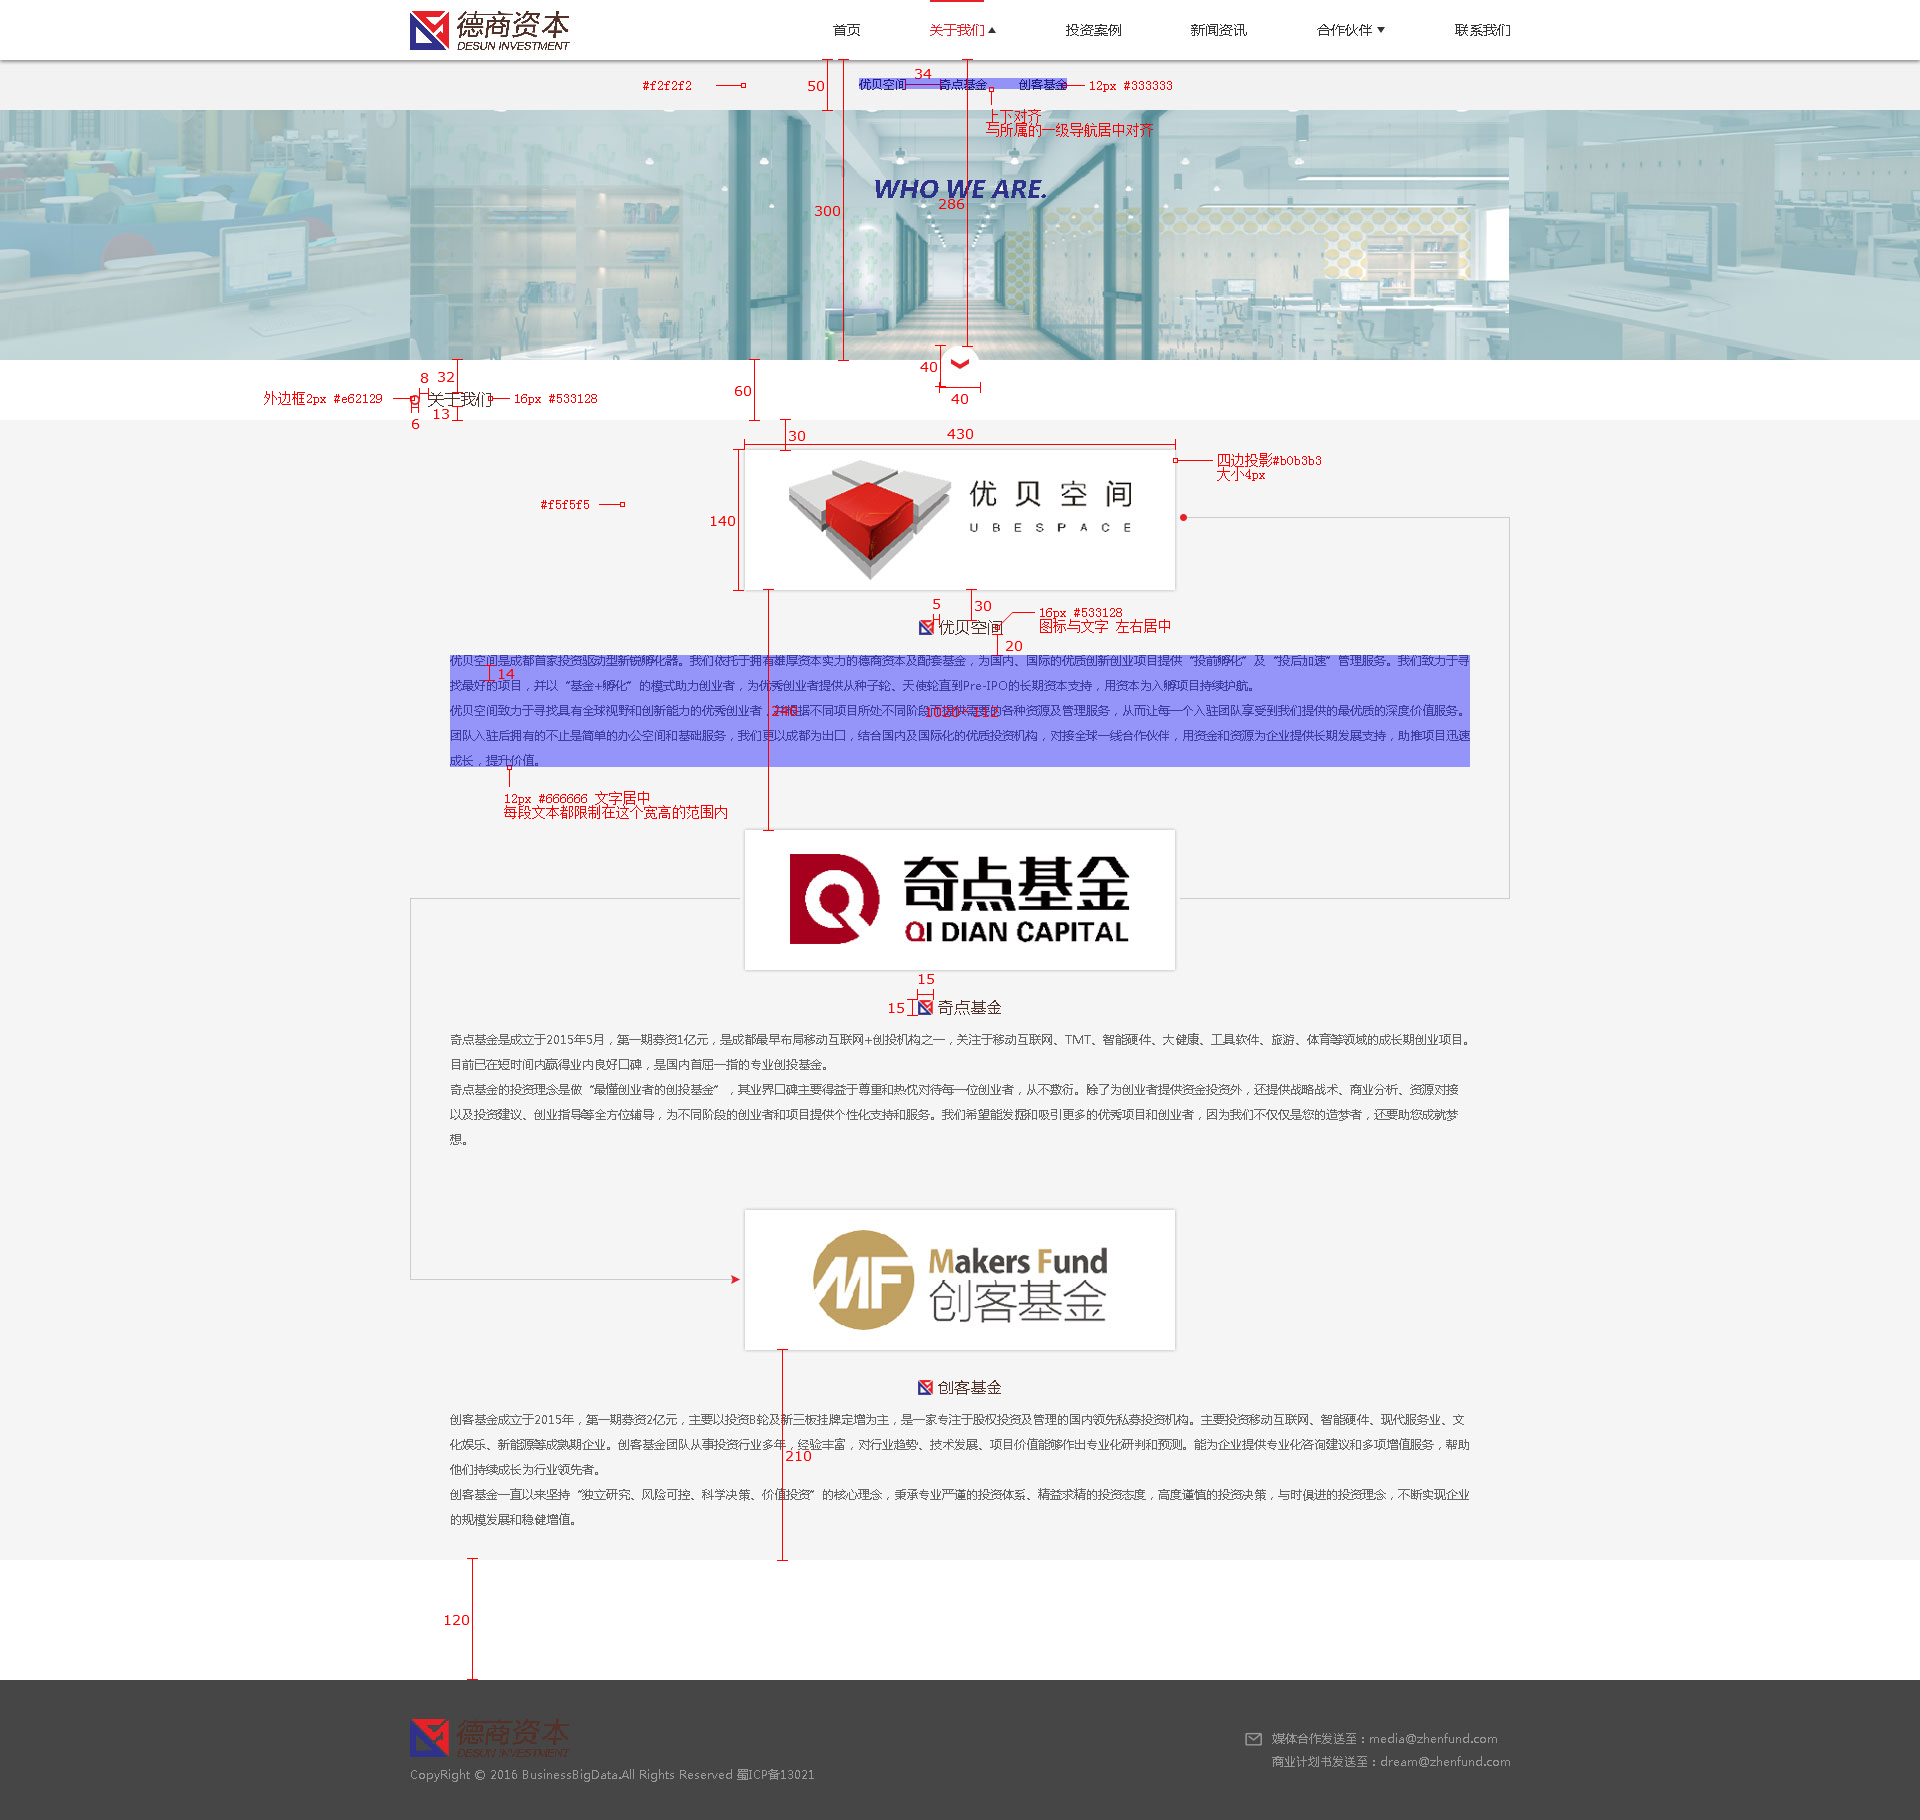 德商资本
DESUN INVESTMENT
首页
关于我们
投资案例
新闻资讯
合作伙伴
联系我们
#f2f2f2
50
优贝空间
34
奇点基金
创客基金
12px #333333
上下对齐
与所属的一级导航居中对齐
WHO WE ARE.
300
286
40
40
外边框2px #e62129
8
32
关于我们
13
6
16px #533128
60
30
430
四边投影#b0b3b3
大小4px
#f5f5f5
140
优贝空间
UBESPACE
5
30
16px #533128
图标与文字 左右居中
优贝空间
20
优贝空间是成都首家投资驱动型新锐孵化器。我们依托于拥有雄厚资本实力的德商资本及配套基金，为国内、国际的优质创新创业项目提供“投前孵化”及“投后加速”管理服务。我们致力于寻
14
找最好的项目，并以“基金+孵化”的模式助力创业者，为优秀创业者提供从种子轮、天使轮直到Pre-IPO的长期资本支持，用资本为入孵项目持续护航。
优贝空间致力于寻找具有全球视野和创新能力的优秀创业者，并根据不同项目所处不同阶段而提供需要的各种资源及管理服务，从而让每一个入驻团队享受到我们提供的最优质的深度价值服务。
240
1020*112
团队入驻后拥有的不止是简单的办公空间和基础服务，我们更以成都为出口，结合国内及国际化的优质投资机构，对接全球一线合作伙伴，用资金和资源为企业提供长期发展支持，助推项目迅速
成长，提升价值。
12px #666666 文字居中
每段文本都限制在这个宽高的范围内
奇点基金
QI DIAN CAPITAL
15
15
奇点基金
奇点基金是成立于2015年5月，第一期募资1亿元，是成都最早布局移动互联网+创投机构之一，关注于移动互联网、TMT、智能硬件、大健康、工具软件、旅游、体育等领域的成长期创业项目。
目前已在短时间内赢得业内良好口碑，是国内首屈一指的专业创投基金。
奇点基金的投资理念是做“最懂创业者的创投基金”，其业界口碑主要得益于尊重和热忱对待每一位创业者，从不敷衍。除了为创业者提供资金投资外，还提供战略战术、商业分析、资源对接
以及投资建议、创业指导等全方位辅导，为不同阶段的创业者和项目提供个性化支持和服务。我们希望能发掘和吸引更多的优秀项目和创业者，因为我们不仅仅是您的造梦者，还要助您成就梦
想。
MF
Makers Fund
创客基金
创客基金
创客基金成立于2015年，第一期募资2亿元，主要以投资B轮及新三板挂牌定增为主，是一家专注于股权投资及管理的国内领先私募投资机构。主要投资移动互联网、智能硬件、现代服务业、文
化娱乐、新能源等成熟期企业。创客基金团队从事投资行业多年，经验丰富，对行业趋势、技术发展、项目价值能够作出专业化研判和预测。能为企业提供专业化咨询建议和多项增值服务，帮助
210
他们持续成长为行业领先者。
创客基金一直以来坚持“独立研究、风险可控、科学决策、价值投资”的核心理念，秉承专业严谨的投资体系、精益求精的投资态度，高度谨慎的投资决策，与时俱进的投资理念，不断实现企业
的规模发展和稳健增值。
120
德商资本
DESUN INVESTMENT
CopyRight © 2016 BusinessBigData.All Rights Reserved 蜀ICP备13021
媒体合作发送至：media@zhenfund.com
商业计划书发送至：dream@zhenfund.com